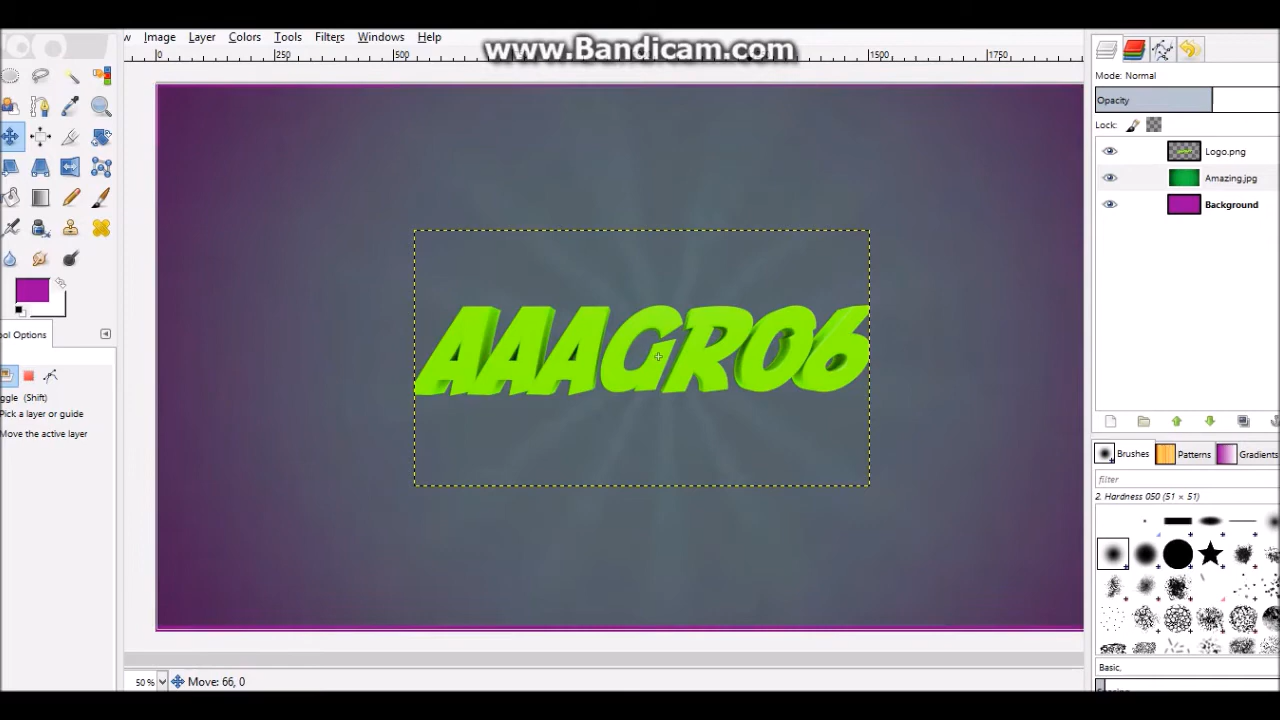 www.Bandicam.com
w Image Layer Colors Tools Filters Windows Help
0 250 500 1500 1750
Mode: Normal
Opacity
Lock:
Logo.png
Amazing.jpg
Background
AAAGRO6
ool Options
ggle (Shift)
Pick a layer or guide
Move the active layer
Brushes Patterns Gradients
filter
2. Hardness 050 (51 × 51)
Basic,
50 % Move: 66, 0